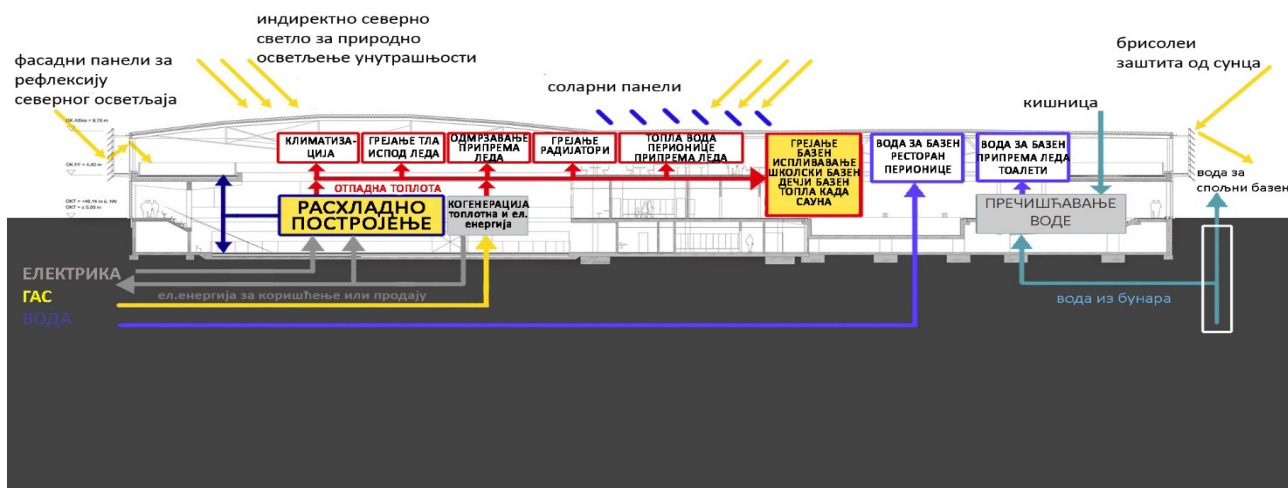 индиректно северно
светло за природно
осветљење унутрашњости
фасадни панели за
рефлексију
северног осветљаја
соларни панели
брисолеи
заштита од сунца
кишница
OK FF = 4,40 m
КЛИМАТИЗА-
ЦИЈА
ГРЕЈАЊЕ ТЛА
ИСПОД ЛЕДА
ОДМРЗАВАЊЕ
ПРИПРЕМА
ЛЕДА
ГРЕЈАЊЕ
РАДИЈАТОРИ
ТОПЛА ВОДА
ПЕРИОНИЦЕ
ПРИПРЕМА ЛЕДА
ГРЕЈАЊЕ
БАЗЕН
ИСПЛИВАВАЊЕ
ШКОЛСКИ БАЗЕН
ДЕЧЈИ БАЗЕН
ТОПЛА КАДА
САУНА
ВОДА ЗА БАЗЕН
РЕСТОРАН
ПЕРИОНИЦЕ
ВОДА ЗА БАЗЕН
ПРИПРЕМА ЛЕДА
ТОАЛЕТИ
вода за
спољни базен
ОТПАДНА ТОПЛОТА
РАСХЛАДНО
ПОСТРОЈЕЊЕ
КОГЕНЕРАЦИЈА
топлотна и ел.
енергија
ПРЕЧИШЋАВАЊЕ
ВОДЕ
ЕЛЕКТРИКА
ГАС
ел.енергија за коришћење или продају
ВОДА
вода из бунара